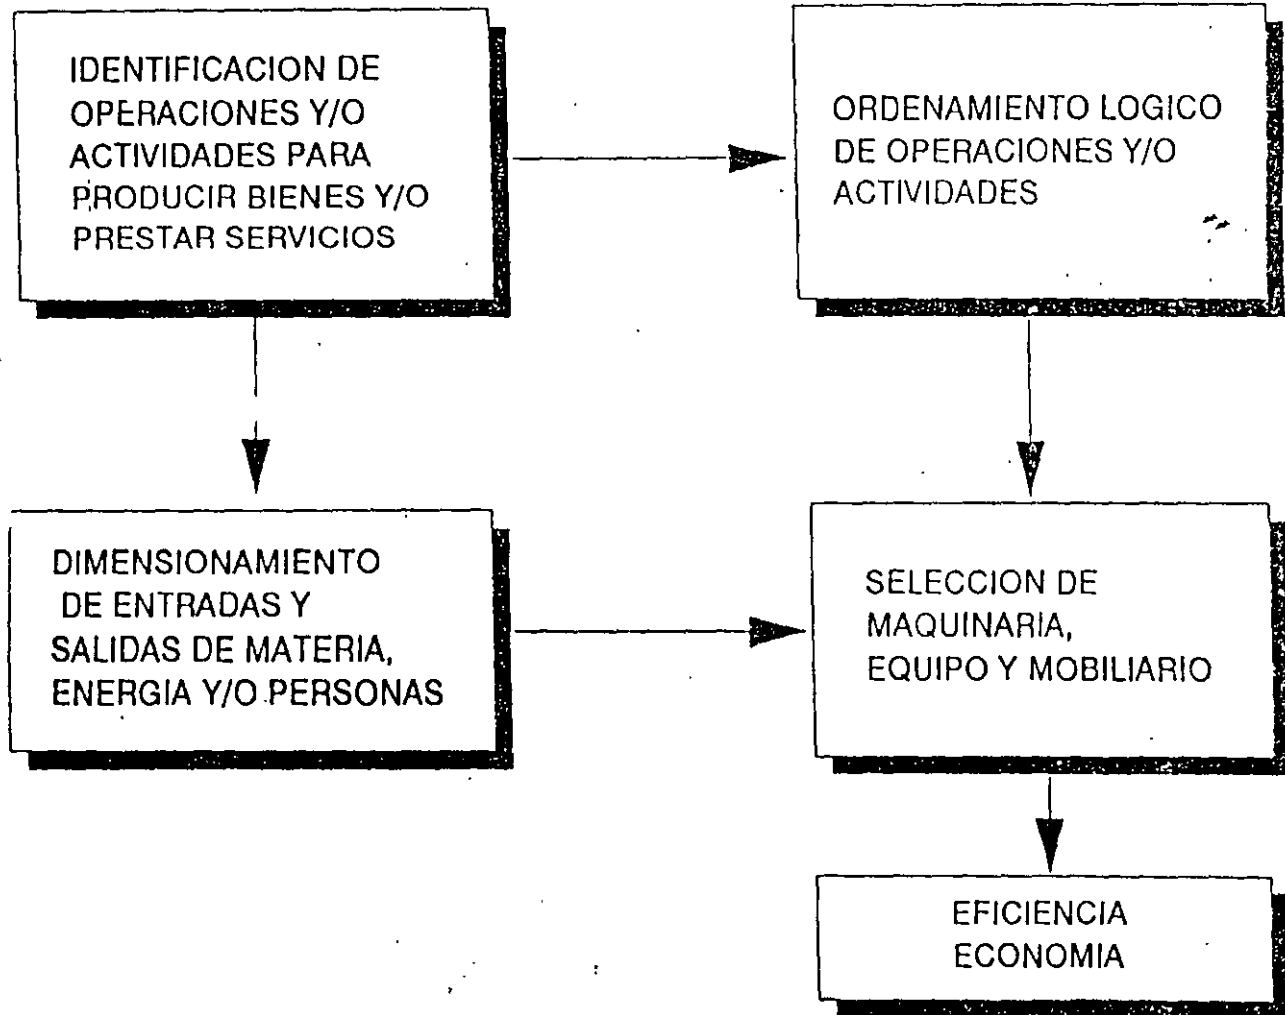 IDENTIFICACION DE
OPERACIONES Y/O
ACTIVIDADES PARA
PRODUCIR BIENES Y/O
PRESTAR SERVICIOS
ORDENAMIENTO LOGICO
DE OPERACIONES Y/O
ACTIVIDADES
DIMENSIONAMIENTO
DE ENTRADAS Y
SALIDAS DE MATERIA,
ENERGIA Y/O PERSONAS
SELECCION DE
MAQUINARIA,
EQUIPO Y MOBILIARIO
EFICIENCIA
ECONOMIA